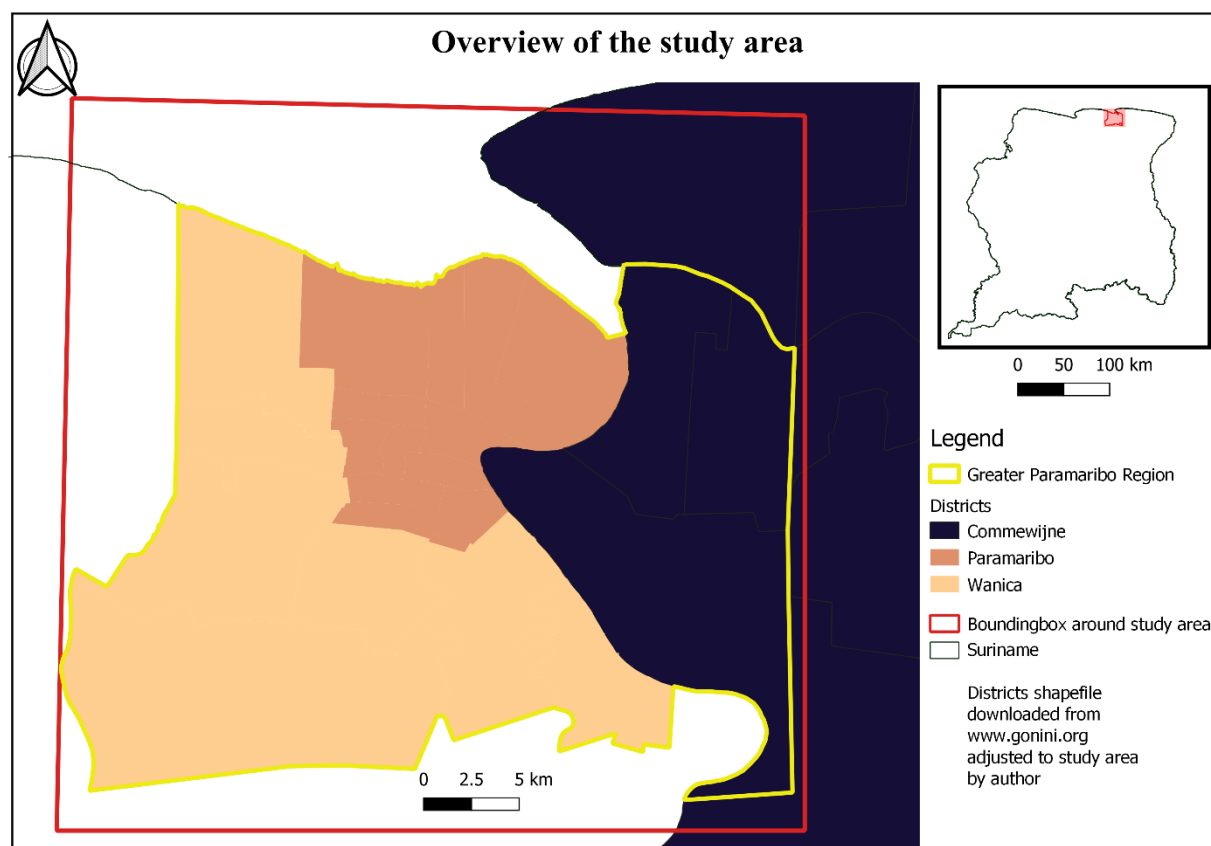 Overview of the study area
0 50 100 km
Legend
Greater Paramaribo Region
Districts
Commewijne
Paramaribo
Wanica
Boundingbox around study area
Suriname
Districts shapefile
downloaded from
www.gonini.org
adjusted to study area
by author
0 2.5 5 km